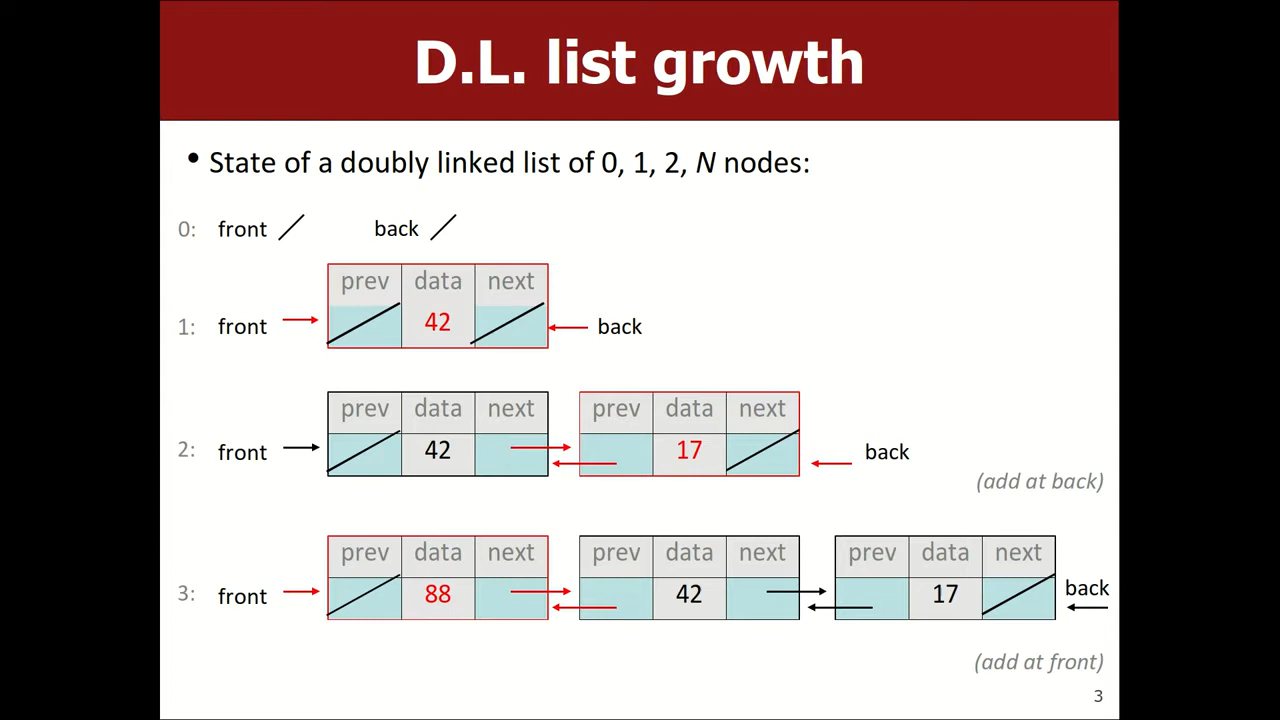 D.L. list growth
• State of a doubly linked list of 0, 1, 2, N nodes:
0: front back
prev data next
1: front 42 back
prev data next prev data next
2: front 42 17 back
(add at back)
prev data next prev data next prev data next
3: front 88 42 17 back
(add at front)
3